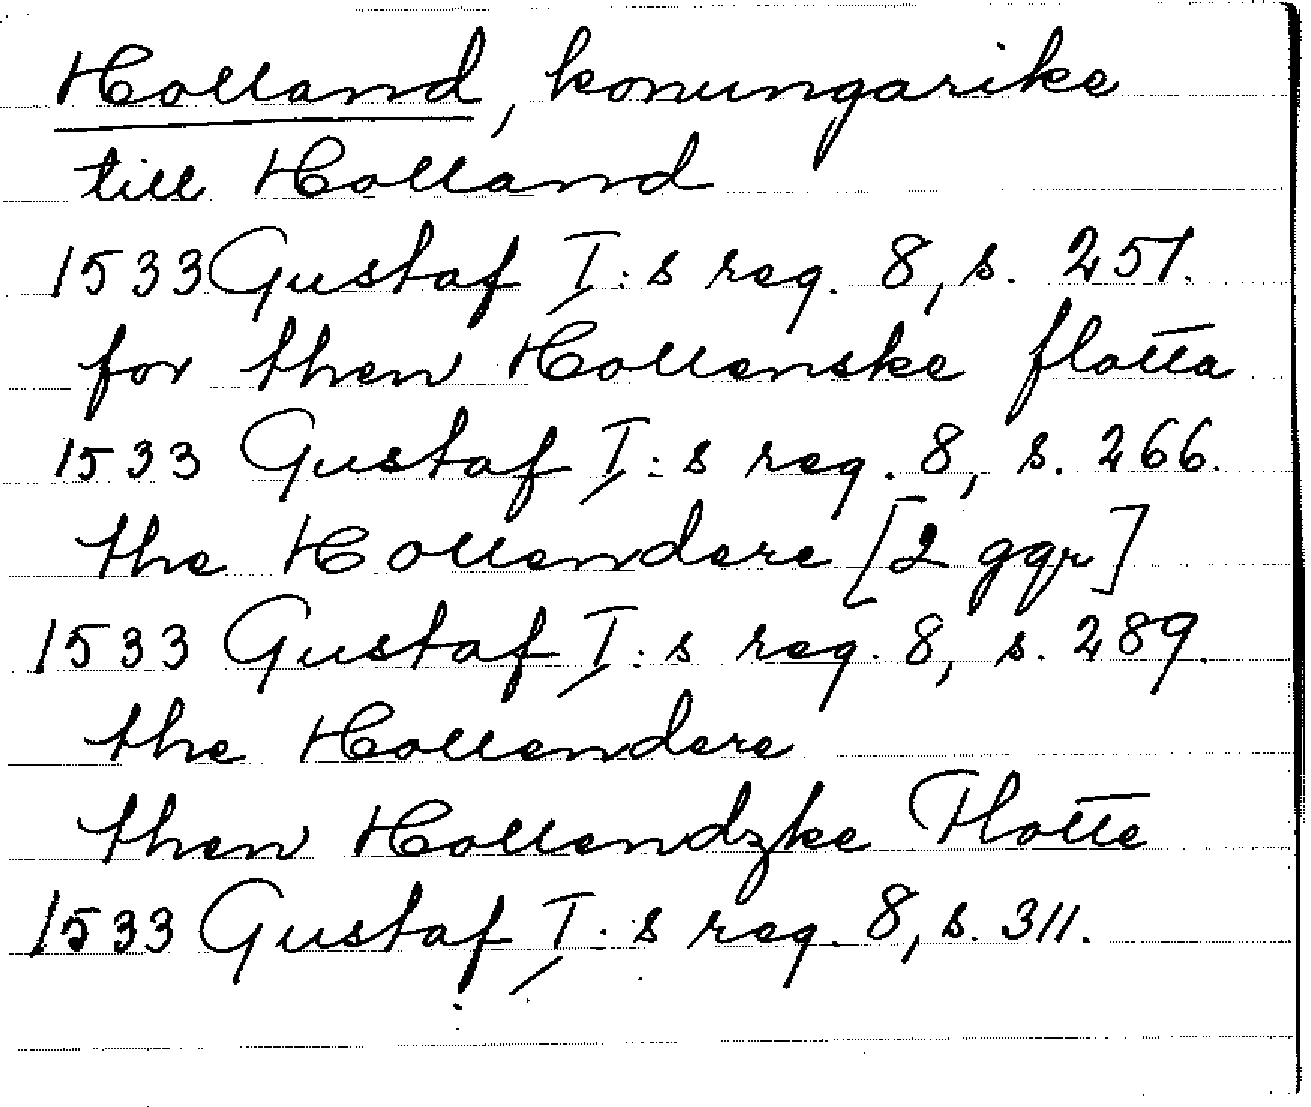 Holland, konungarike
till Holland
1533 Gustaf I:s reg. 8, s. 251.
for then Hollenske flotta
1533 Gustaf I:s reg. 8, s. 266.
the Hollendere [2 ggr]
1533 Gustaf I:s reg. 8, s. 289.
the Hollendere
then Hollendzke Flotte
1533 Gustaf I:s reg. 8, s. 311.